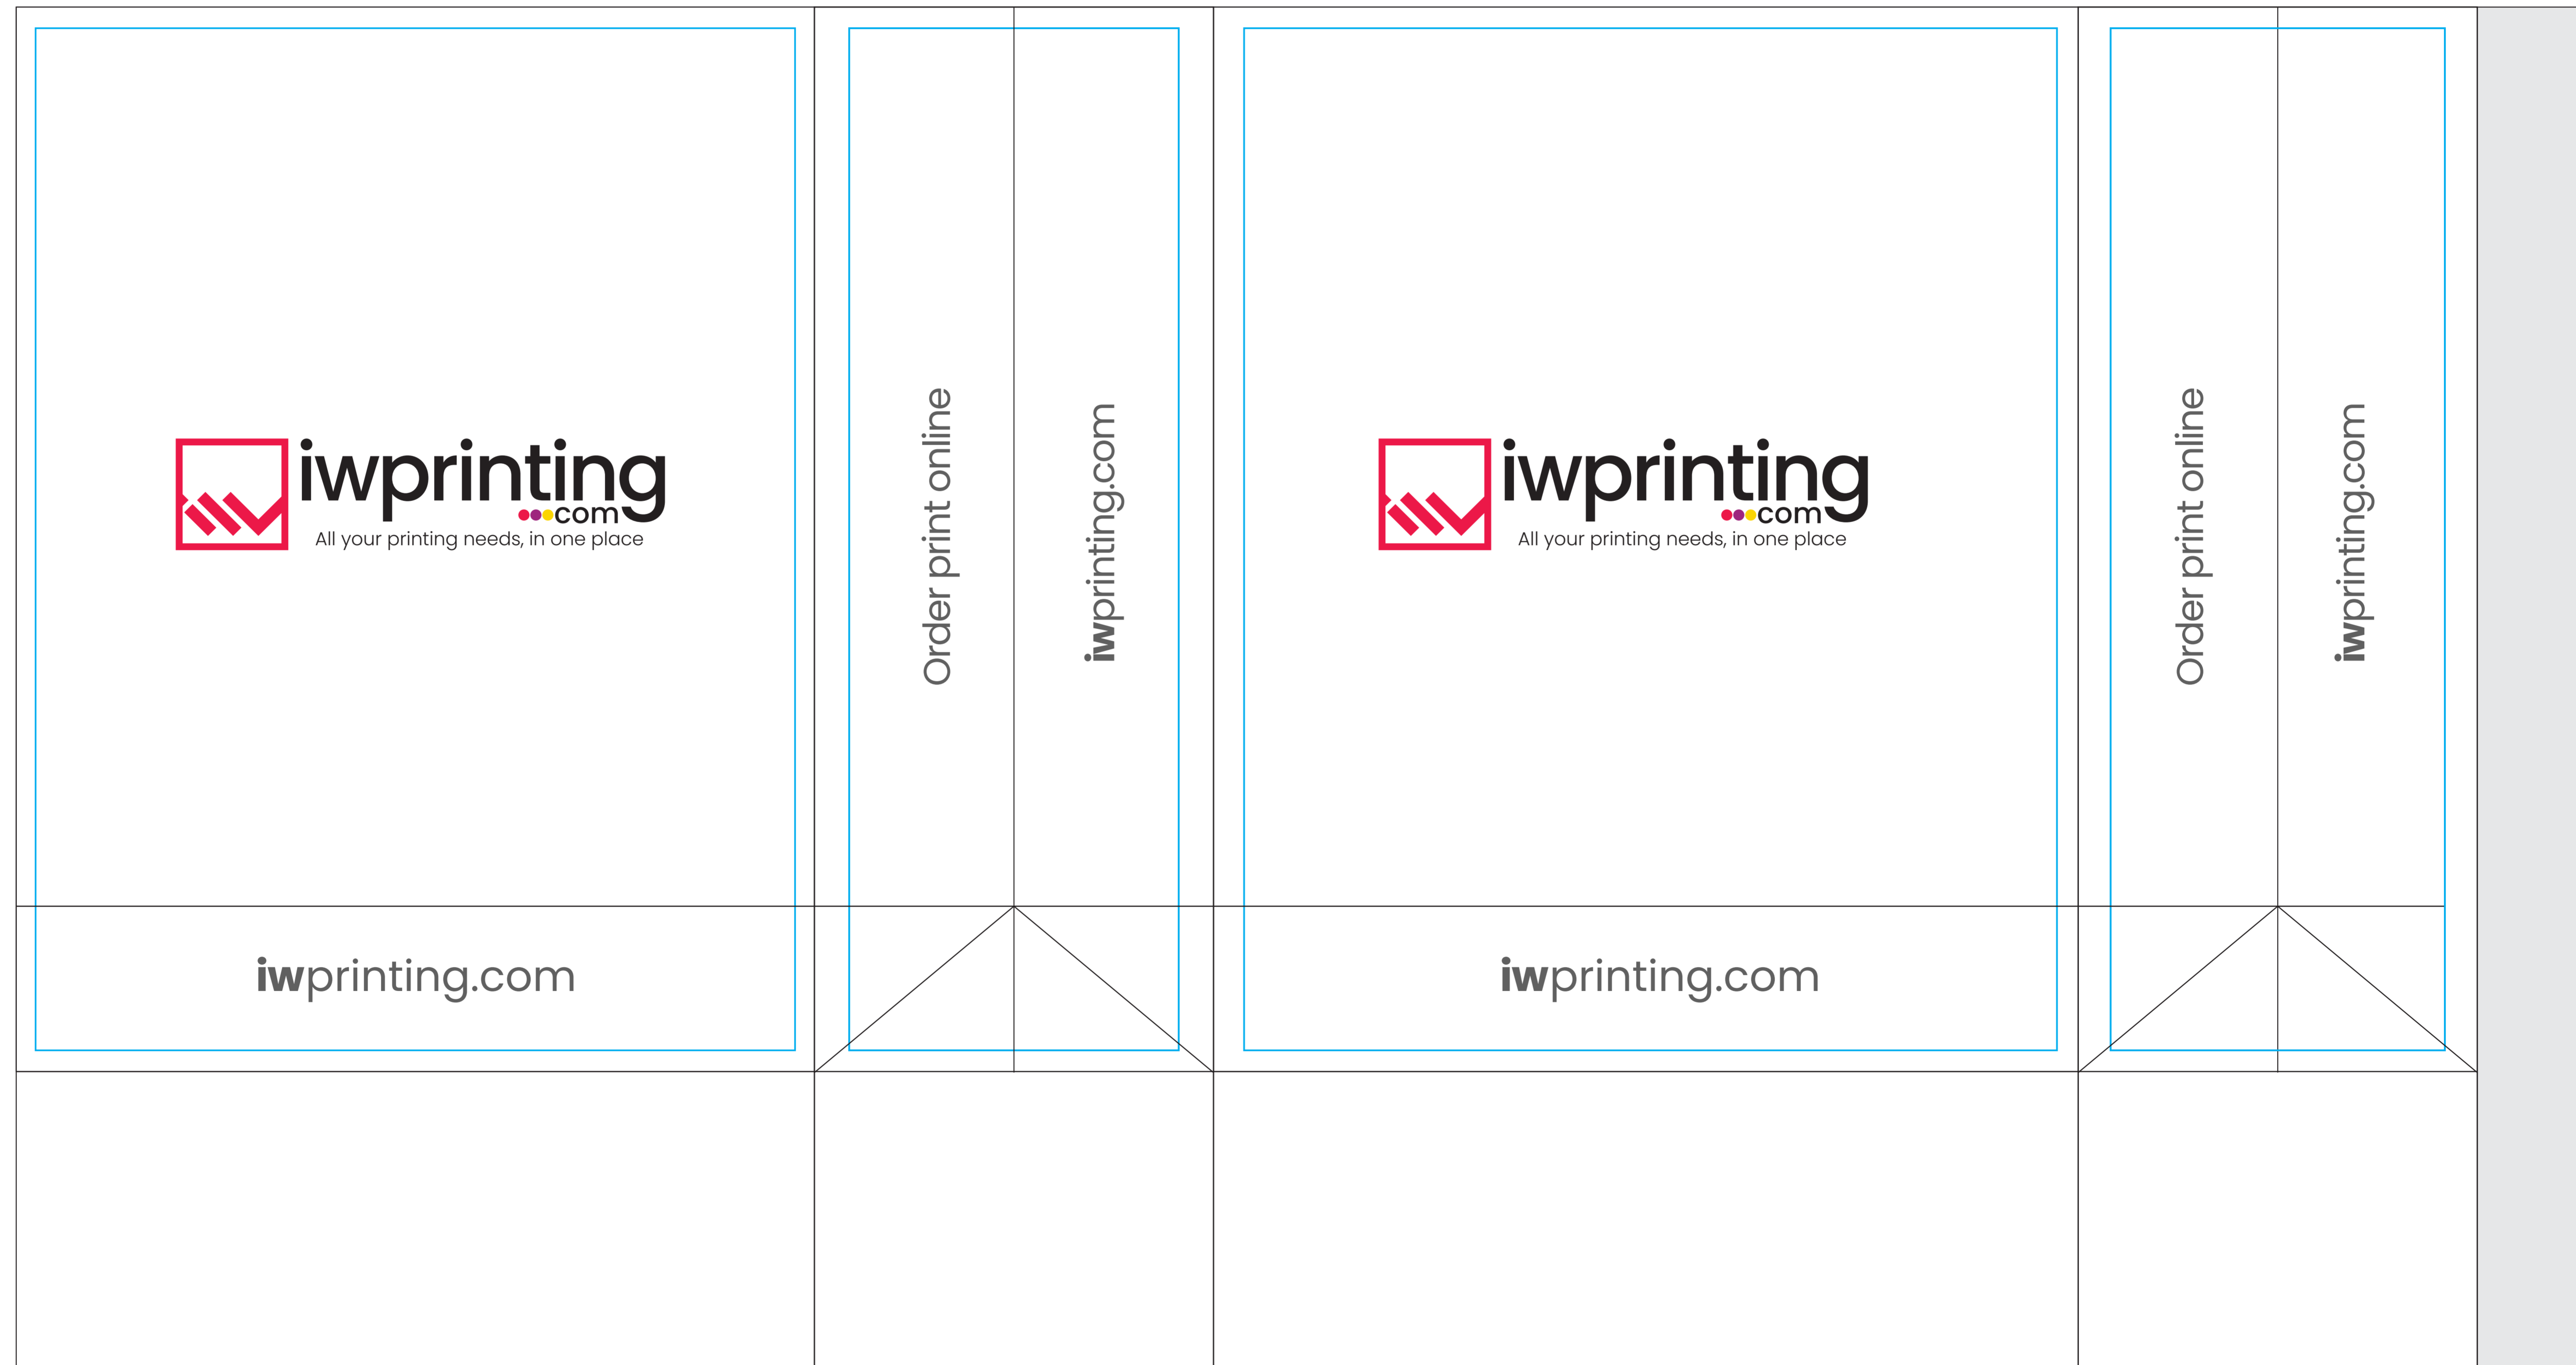 iwprinting
com
All your printing needs, in one place
Order print online
iwprinting.com
iwprinting
com
All your printing needs, in one place
Order print online
iwprinting.com
iwprinting.com
iwprinting.com